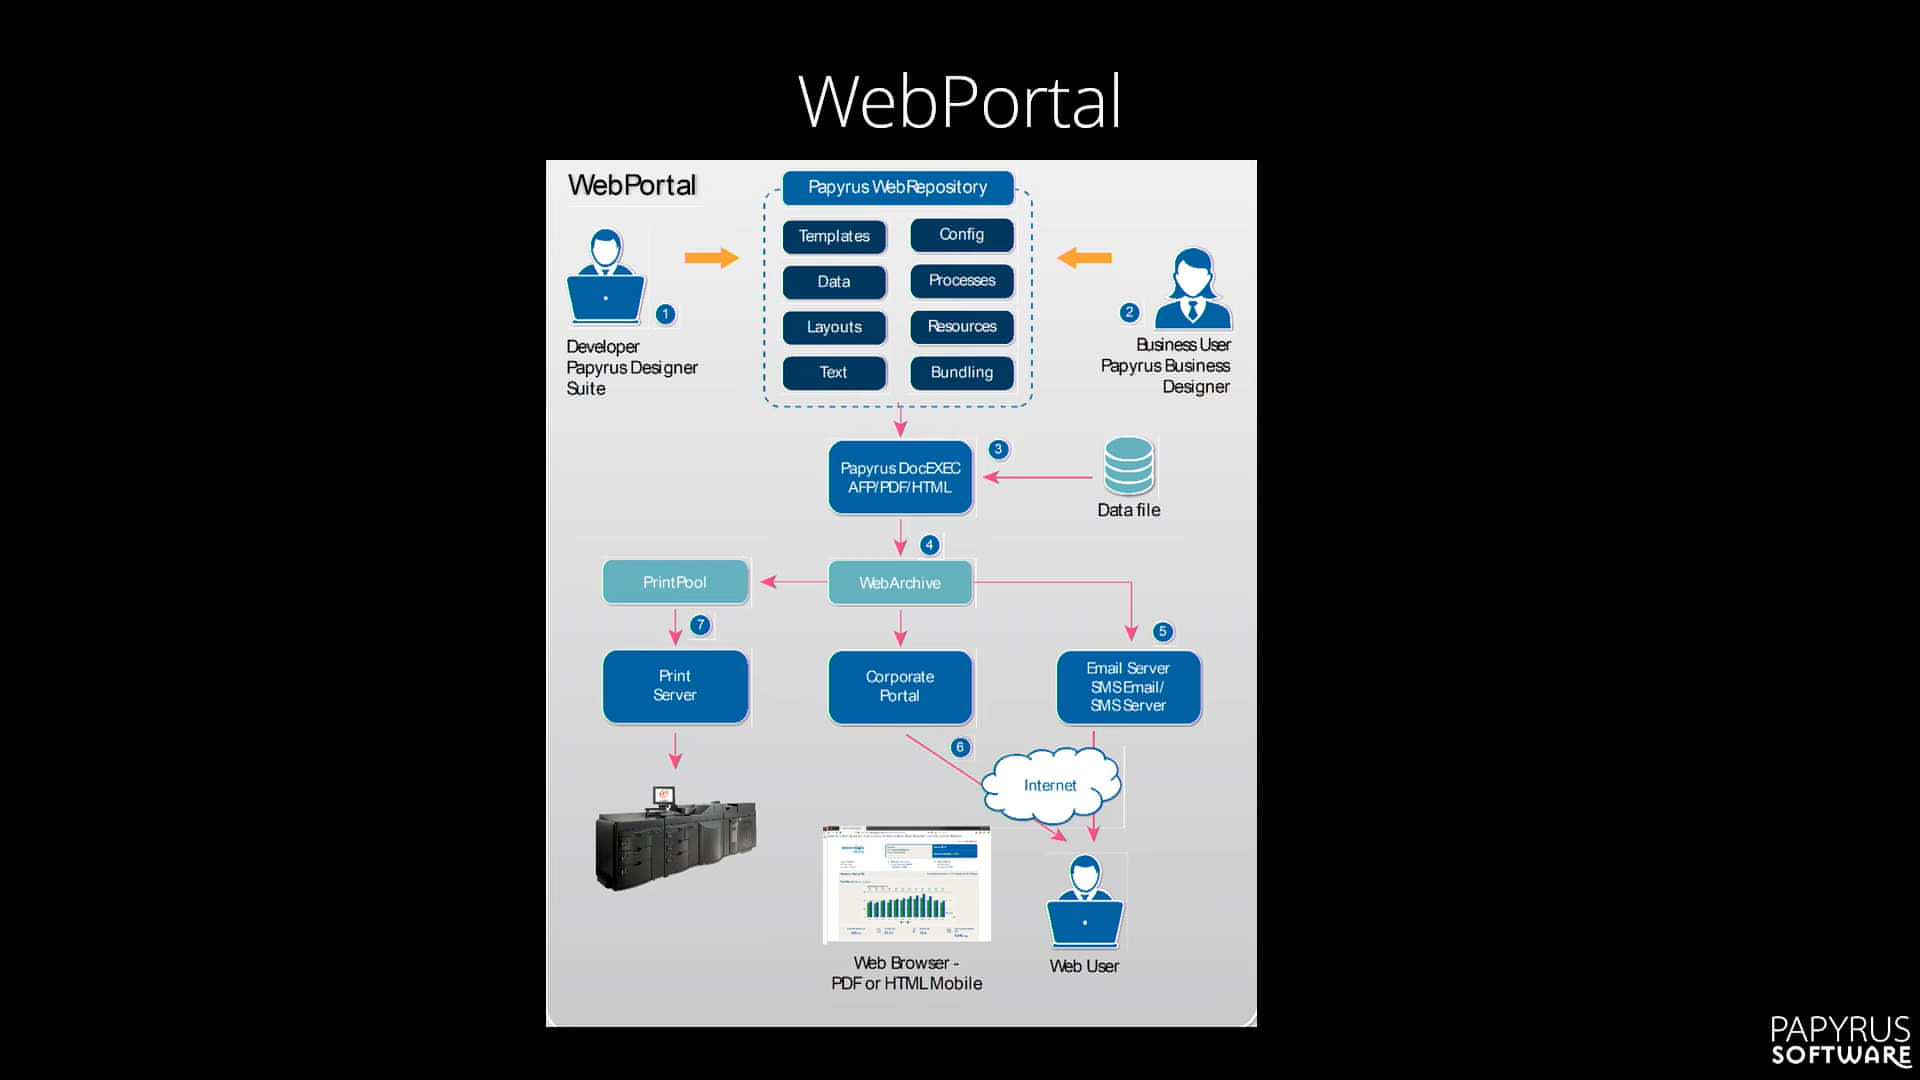 WebPortal
WebPortal
Papyrus WebRepository
Templates
Config
Data
Processes
Layouts
Resources
Text
Bundling
1
Developer
Papyrus Designer
Suite
2
Business User
Papyrus Business
Designer
3
Papyrus DocEXEC
AFP/PDF/HTML
Data file
4
PrintPool
WebArchive
7
5
Print
Server
Corporate
Portal
Email Server
SMS Email/
SMS Server
6
Internet
Web Browser -
PDF or HTML Mobile
Web User
PAPYRUS
SOFTWARE